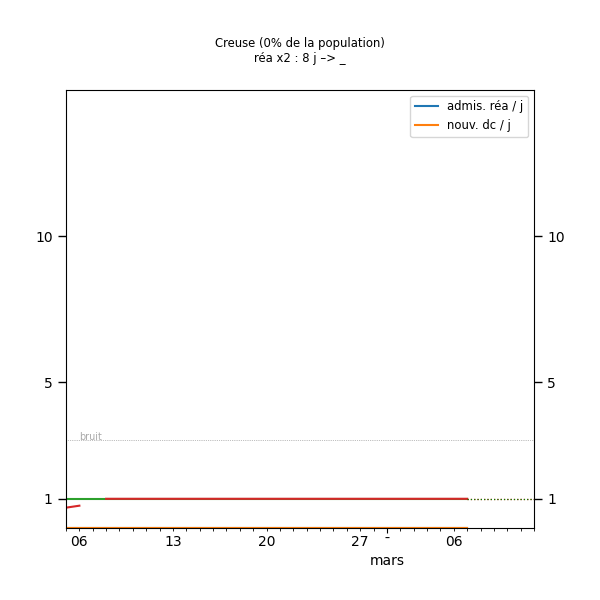 Creuse (0% de la population)
réa x2 : 8 j –> _
admis. réa / j
nouv. dc / j
10 10
5 5
bruit
1 1
06 13 20 27 - 06
mars